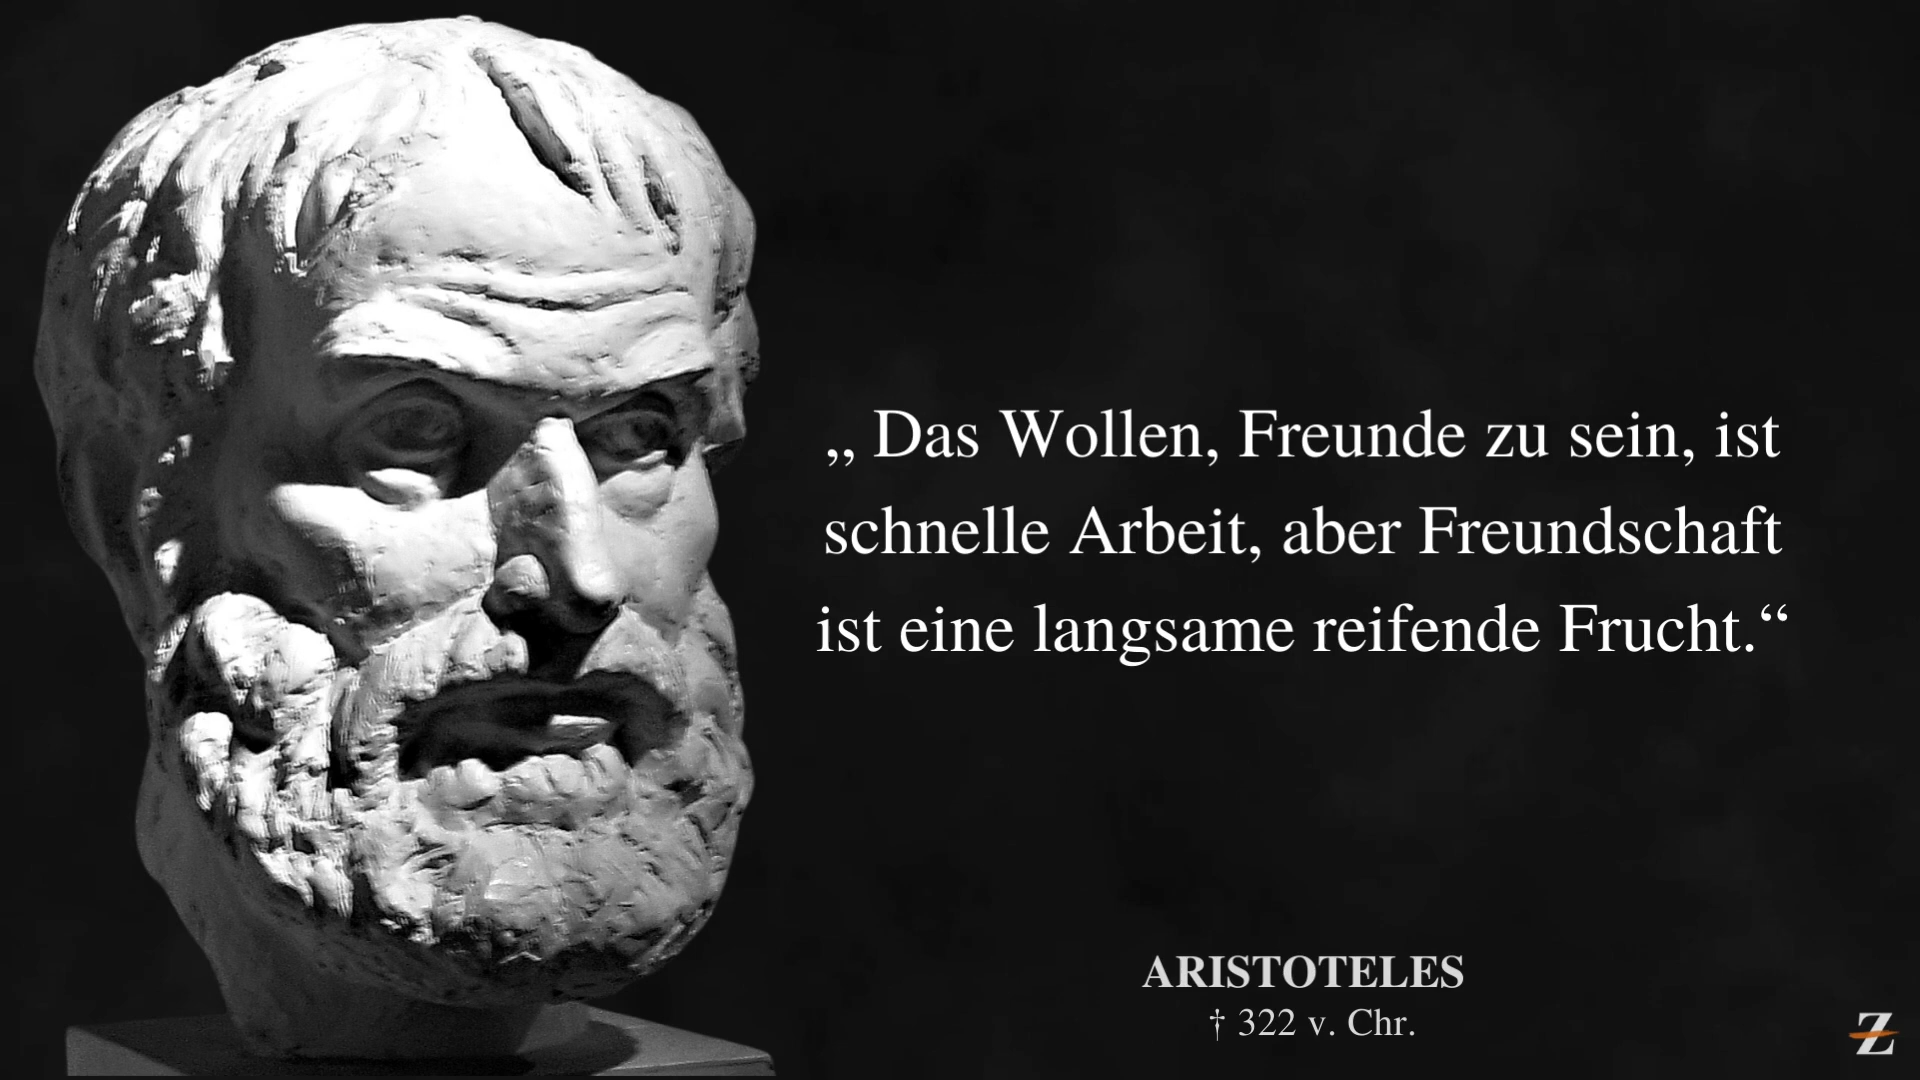 „ Das Wollen, Freunde zu sein, ist
schnelle Arbeit, aber Freundschaft
ist eine langsame reifende Frucht.“
ARISTOTELES
† 322 v. Chr.
Z